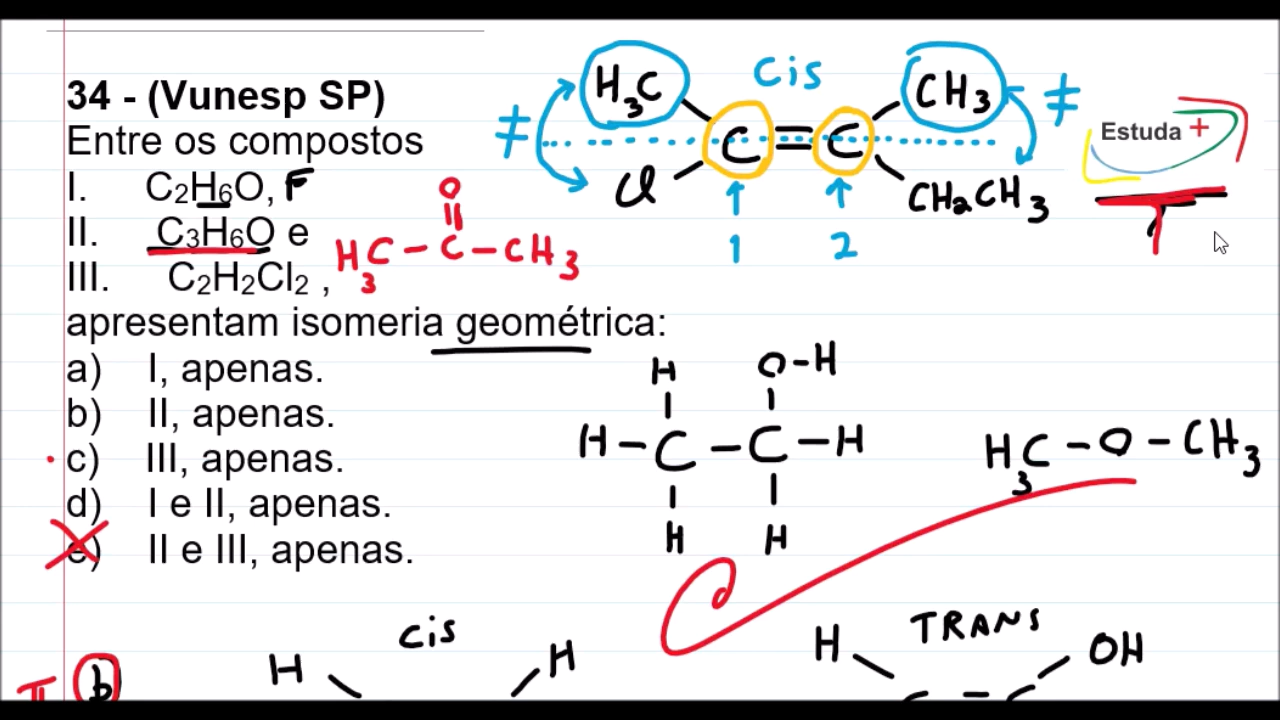 34 - (Vunesp SP)
Entre os compostos
I. C2H6O, F
II. C3H6O e
III. C2H2Cl2 ,
apresentam isomeria geométrica:
a) I, apenas.
b) II, apenas.
c) III, apenas.
d) I e II, apenas.
e) II e III, apenas.
Cis
H3C CH3
≠ C = C ≠
Cl CH2CH3
1 2
Estuda +
O
H3C - C - CH3
H O-H
H - C - C - H
H H
H3C - O - CH3
cis
H H
TRANS
H OH
II b